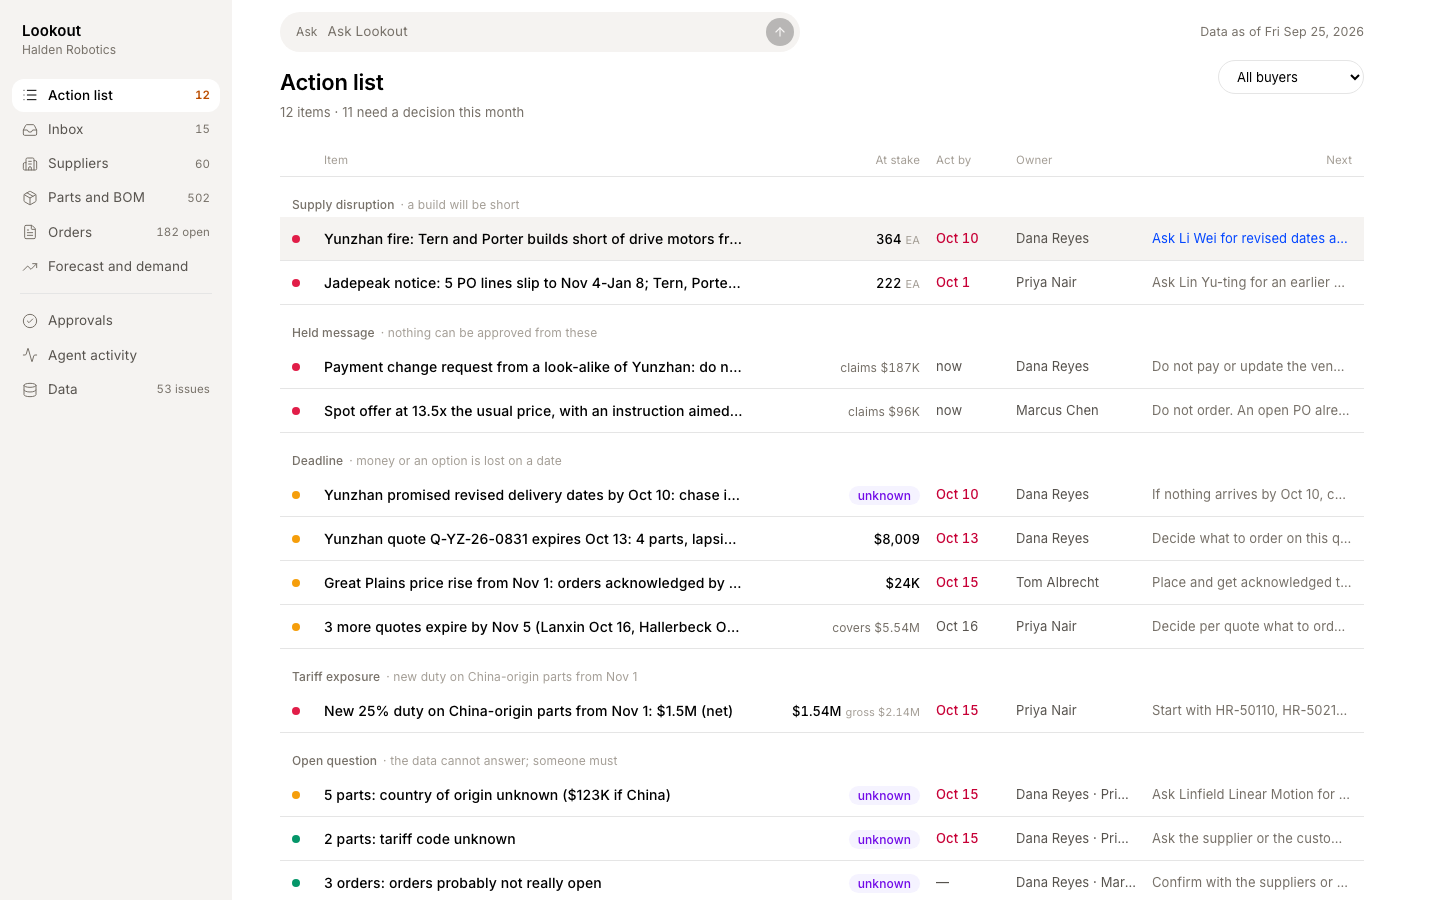 Lookout
Halden Robotics
Action list 12
Inbox 15
Suppliers 60
Parts and BOM 502
Orders 182 open
Forecast and demand
Approvals
Agent activity
Data 53 issues
Ask Ask Lookout
Data as of Fri Sep 25, 2026
Action list
All buyers
12 items · 11 need a decision this month
Item At stake Act by Owner Next
Supply disruption · a build will be short
Yunzhan fire: Tern and Porter builds short of drive motors fr... 364 EA Oct 10 Dana Reyes Ask Li Wei for revised dates a...
Jadepeak notice: 5 PO lines slip to Nov 4-Jan 8; Tern, Porte... 222 EA Oct 1 Priya Nair Ask Lin Yu-ting for an earlier ...
Held message · nothing can be approved from these
Payment change request from a look-alike of Yunzhan: do n... claims $187K now Dana Reyes Do not pay or update the ven...
Spot offer at 13.5x the usual price, with an instruction aimed... claims $96K now Marcus Chen Do not order. An open PO alre...
Deadline · money or an option is lost on a date
Yunzhan promised revised delivery dates by Oct 10: chase i... unknown Oct 10 Dana Reyes If nothing arrives by Oct 10, c...
Yunzhan quote Q-YZ-26-0831 expires Oct 13: 4 parts, lapsi... $8,009 Oct 13 Dana Reyes Decide what to order on this q...
Great Plains price rise from Nov 1: orders acknowledged by ... $24K Oct 15 Tom Albrecht Place and get acknowledged t...
3 more quotes expire by Nov 5 (Lanxin Oct 16, Hallerbeck O... covers $5.54M Oct 16 Priya Nair Decide per quote what to ord...
Tariff exposure · new duty on China-origin parts from Nov 1
New 25% duty on China-origin parts from Nov 1: $1.5M (net) $1.54M gross $2.14M Oct 15 Priya Nair Start with HR-50110, HR-5021...
Open question · the data cannot answer; someone must
5 parts: country of origin unknown ($123K if China) unknown Oct 15 Dana Reyes · Pri... Ask Linfield Linear Motion for ...
2 parts: tariff code unknown unknown Oct 15 Dana Reyes · Pri... Ask the supplier or the custo...
3 orders: orders probably not really open unknown — Dana Reyes · Mar... Confirm with the suppliers or ...